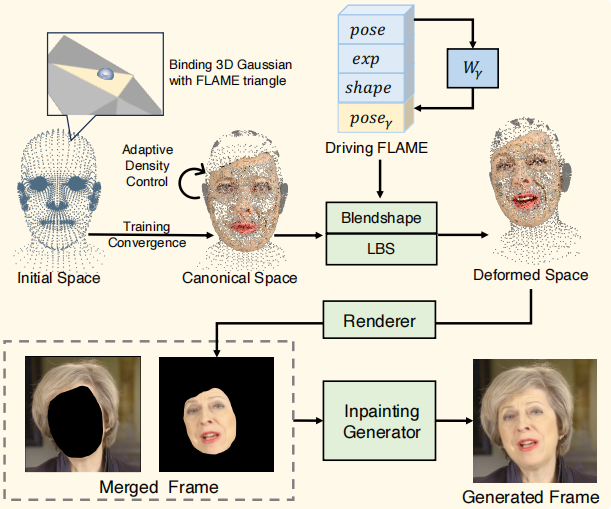 Binding 3D Gaussian
with FLAME triangle
pose
exp
shape
pose_γ
W_γ
Driving FLAME
Adaptive
Density
Control
Training
Convergence
Initial Space
Canonical Space
Blendshape
LBS
Deformed Space
Renderer
Inpainting
Generator
Merged Frame
Generated Frame